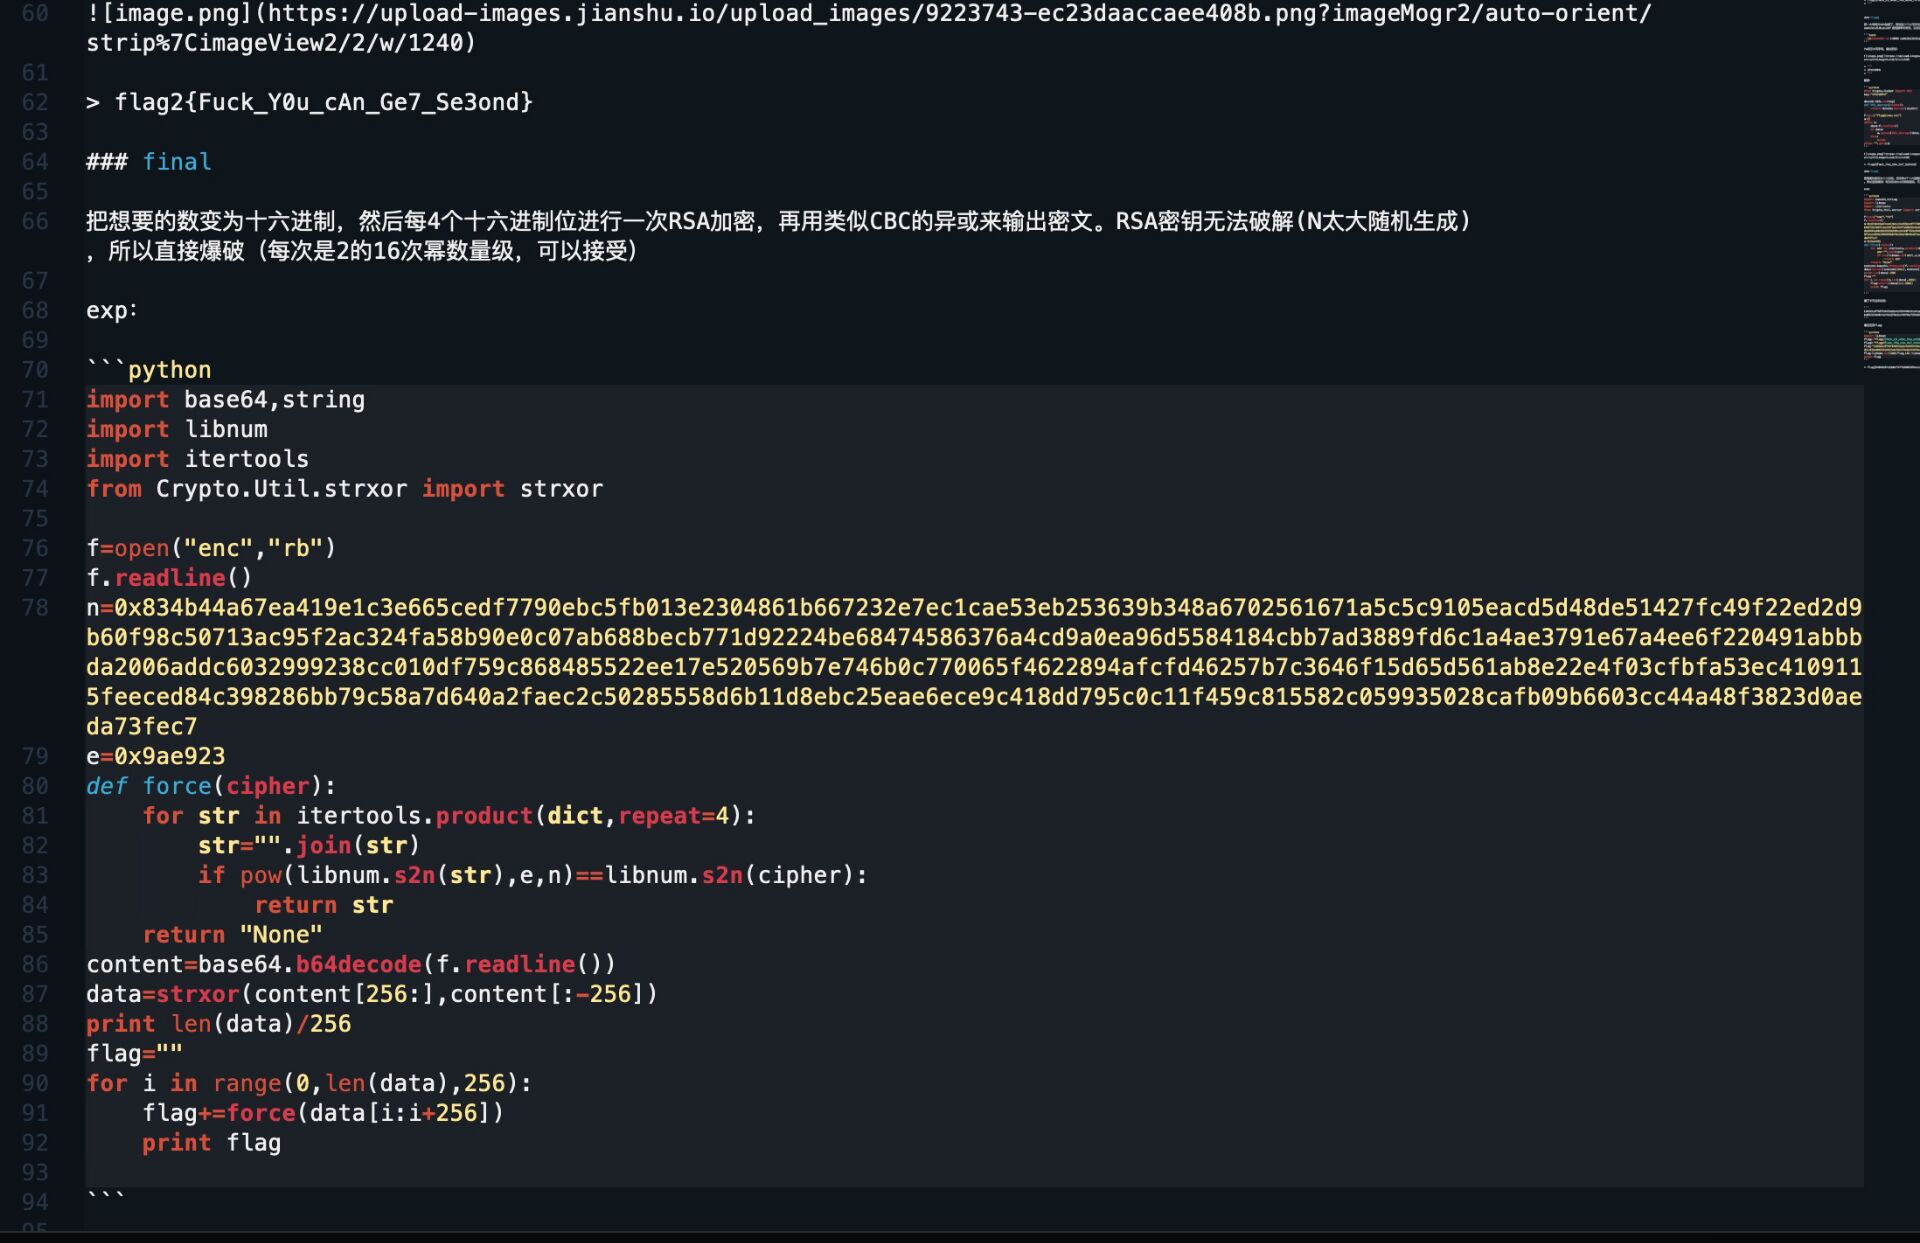 60 ![image.png](https://upload-images.jianshu.io/upload_images/9223743-ec23daaccaee408b.png?imageMogr2/auto-orient/
strip%7CimageView2/2/w/1240)
61
62 > flag2{Fuck_Y0u_cAn_Ge7_Se3ond}
63
64 ### final
65
66 把想要的数变为十六进制，然后每4个十六进制位进行一次RSA加密，再用类似CBC的异或来输出密文。RSA密钥无法破解(N太大随机生成)
，所以直接爆破（每次是2的16次幂数量级，可以接受）
67
68 exp：
69
70 ```python
71 import base64,string
72 import libnum
73 import itertools
74 from Crypto.Util.strxor import strxor
75
76 f=open("enc","rb")
77 f.readline()
78 n=0x834b44a67ea419e1c3e665cedf7790ebc5fb013e2304861b667232e7ec1cae53eb253639b348a6702561671a5c5c9105eacd5d48de51427fc49f22ed2d9
b60f98c50713ac95f2ac324fa58b90e0c07ab688becb771d92224be68474586376a4cd9a0ea96d5584184cbb7ad3889fd6c1a4ae3791e67a4ee6f220491abbb
da2006addc6032999238cc010df759c868485522ee17e520569b7e746b0c770065f4622894afcfd46257b7c3646f15d65d561ab8e22e4f03cfbfa53ec410911
5feeced84c398286bb79c58a7d640a2faec2c50285558d6b11d8ebc25eae6ece9c418dd795c0c11f459c815582c059935028cafb09b6603cc44a48f3823d0ae
da73fec7
79 e=0x9ae923
80 def force(cipher):
81     for str in itertools.product(dict,repeat=4):
82         str="".join(str)
83         if pow(libnum.s2n(str),e,n)==libnum.s2n(cipher):
84             return str
85     return "None"
86 content=base64.b64decode(f.readline())
87 data=strxor(content[256:],content[:-256])
88 print len(data)/256
89 flag=""
90 for i in range(0,len(data),256):
91     flag+=force(data[i:i+256])
92     print flag
93
94 ```